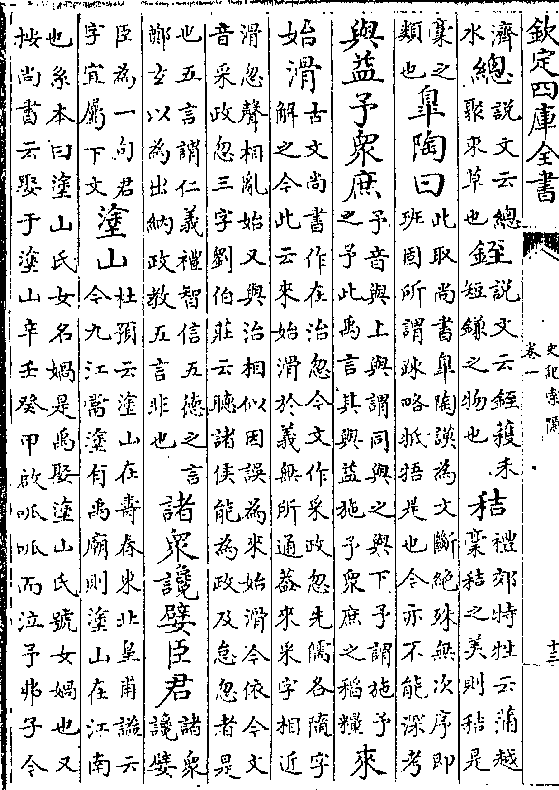 欽定四庫全書
史記索隱
卷一
十三
濟水總說文云總聚束草也銍說文云銍穫禾短鎌之物也秸禮郊特牲云蒲越藁秸之美則秸是
藁之類也臯陶曰此取尚書臯陶謨為文斷絶殊無次序即班固所謂踈略抵捂是也今亦不能深考
與益予衆庶予音與上與謂同與之與下予謂施予之予此禹言其與益施予衆庶之稻糧來
始滑古文尚書作在治忽今文作采政忽先儒各隨字解之今此云來始滑於義無所通蓋來采字相近
滑忽聲相亂始又與治相似因誤為來始滑今依今文音采政忽三字劉伯莊云聽諸侯能為政及怠忽者是
也五言謂仁義禮智信五德之言鄭玄以為出納政教五言非也諸衆讒嬖臣君諸衆讒嬖
臣為一句君字宜屬下文塗山杜預云塗山在壽春東北皇甫謐云今九江當塗有禹廟則塗山在江南
也系本曰塗山氏女名媧是禹娶塗山氏號女媧也又按尚書云娶于塗山辛壬癸甲啟呱呱而泣予弗子今